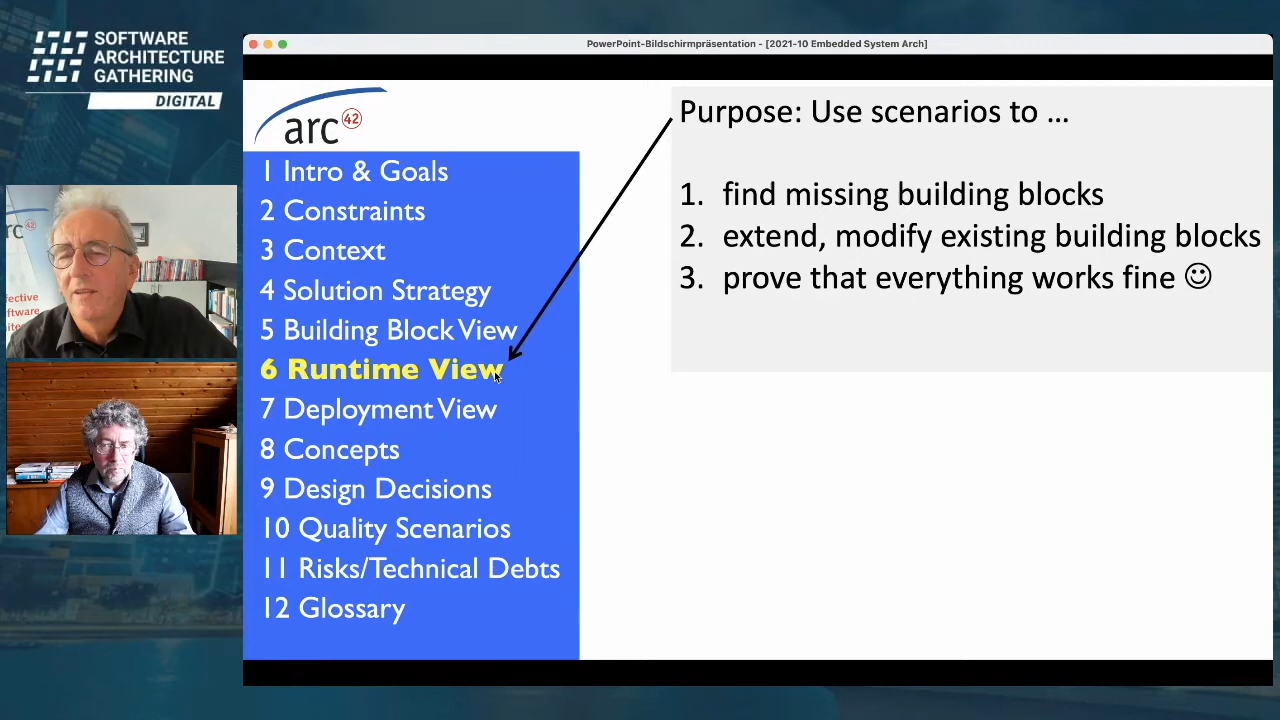 SOFTWARE
ARCHITECTURE
GATHERING
DIGITAL
PowerPoint-Bildschirmpräsentation - [2021-10 Embedded System Arch]
arc 42
1 Intro & Goals
2 Constraints
3 Context
4 Solution Strategy
5 Building Block View
6 Runtime View
7 Deployment View
8 Concepts
9 Design Decisions
10 Quality Scenarios
11 Risks/Technical Debts
12 Glossary
Purpose: Use scenarios to ...
1. find missing building blocks
2. extend, modify existing building blocks
3. prove that everything works fine ☺